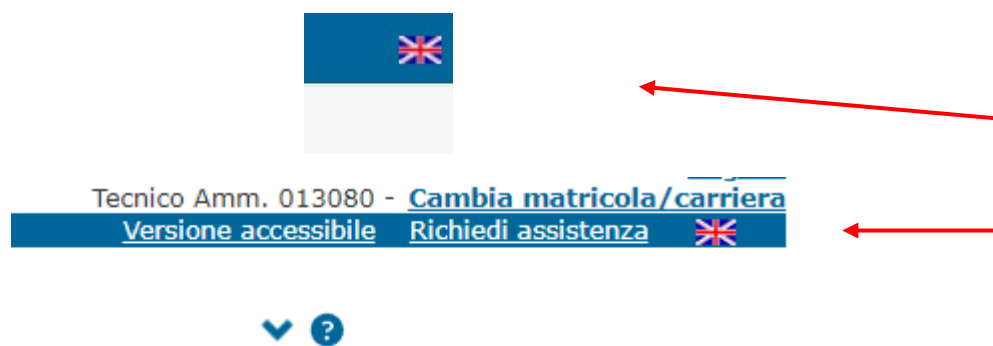 Tecnico Amm. 013080 - Cambia matricola/carriera
Versione accessibile Richiedi assistenza
?